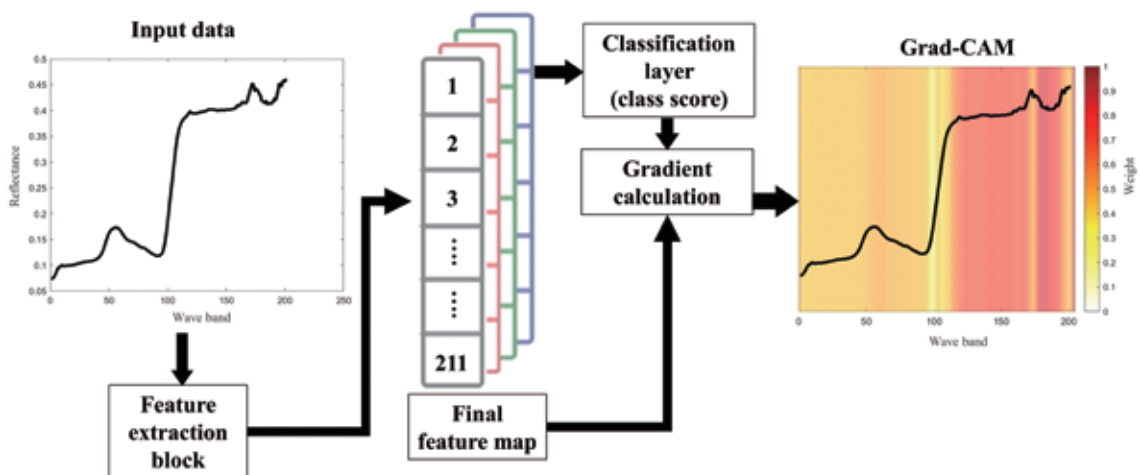 Input data
0.5
0.45
0.4
0.35
0.3
0.25
0.2
0.15
0.1
0.05
Reflectance
0
50
100
150
200
250
Wave band
Feature
extraction
block
1
2
3
....
.....
211
Final
feature map
Classification
layer
(class score)
Gradient
calculation
Grad-CAM
0
50
100
150
200
Wave band
1
0.9
0.8
0.7
0.6
0.5
0.4
0.3
0.2
0.1
0
Weight